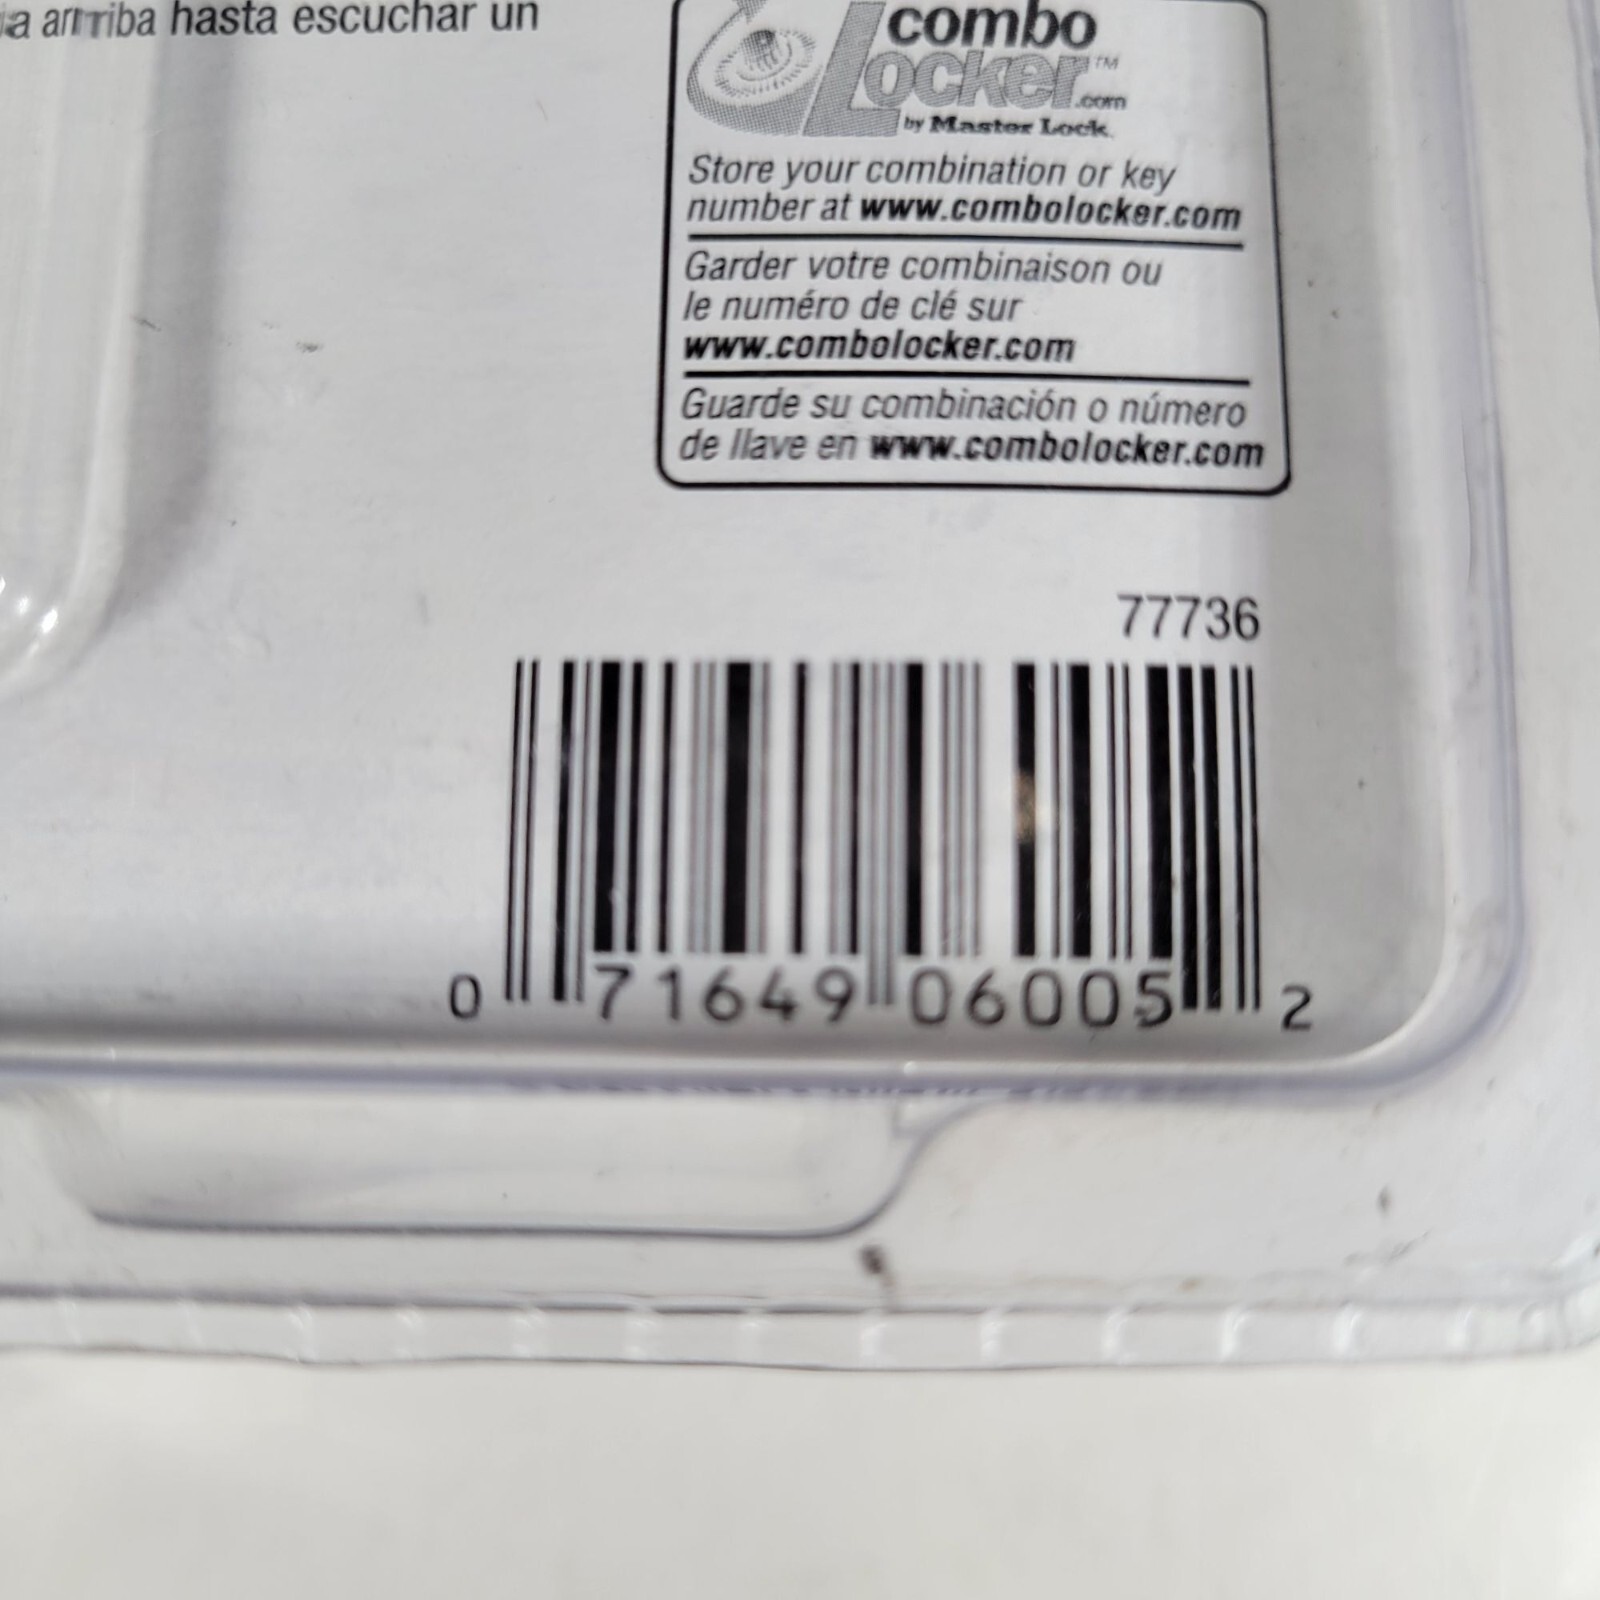 arriba hasta escuchar un
combo
Locker™
.com
by Master Lock.
Store your combination or key
number at www.combolocker.com
Garder votre combinaison ou
le numéro de clé sur
www.combolocker.com
Guarde su combinación o número
de llave en www.combolocker.com
77736
0 71649 06005 2